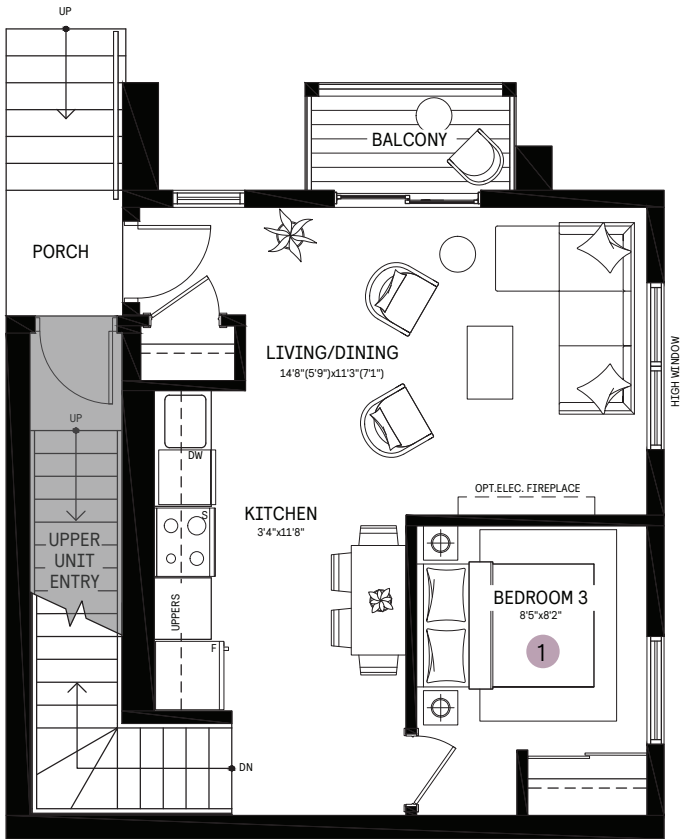 UP
BALCONY
PORCH
LIVING/DINING
14'8"(5'9")x11'3"(7'1")
HIGH WINDOW
UP
DW
OPT.ELEC. FIREPLACE
S
KITCHEN
3'4"x11'8"
UPPER
UNIT
ENTRY
UPPERS
BEDROOM 3
8'5"x8'2"
F
1
DN